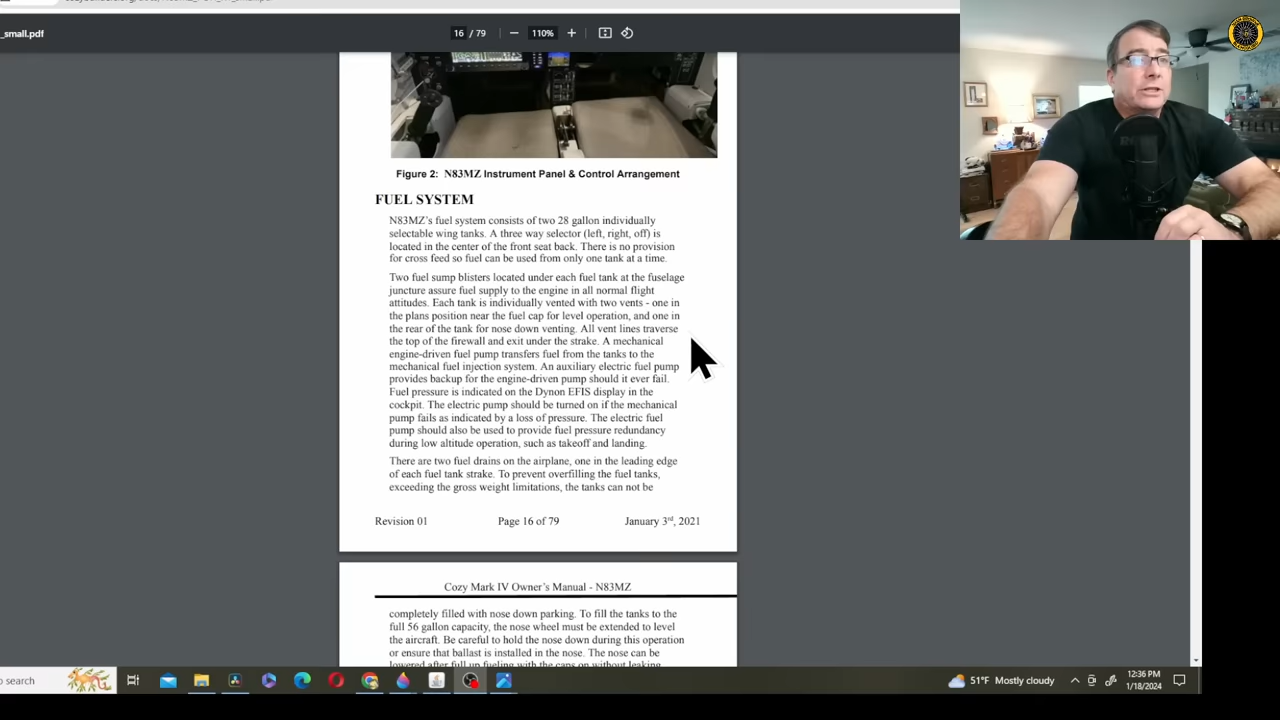 _small.pdf
16 / 79
110%
Figure 2: N83MZ Instrument Panel & Control Arrangement
FUEL SYSTEM
N83MZ's fuel system consists of two 28 gallon individually
selectable wing tanks. A three way selector (left, right, off) is
located in the center of the front seat back. There is no provision
for cross feed so fuel can be used from only one tank at a time.
Two fuel sump blisters located under each fuel tank at the fuselage
juncture assure fuel supply to the engine in all normal flight
attitudes. Each tank is individually vented with two vents - one in
the plans position near the fuel cap for level operation, and one in
the rear of the tank for nose down venting. All vent lines traverse
the top of the firewall and exit under the strake. A mechanical
engine-driven fuel pump transfers fuel from the tanks to the
mechanical fuel injection system. An auxiliary electric fuel pump
provides backup for the engine-driven pump should it ever fail.
Fuel pressure is indicated on the Dynon EFIS display in the
cockpit. The electric pump should be turned on if the mechanical
pump fails as indicated by a loss of pressure. The electric fuel
pump should also be used to provide fuel pressure redundancy
during low altitude operation, such as takeoff and landing.
There are two fuel drains on the airplane, one in the leading edge
of each fuel tank strake. To prevent overfilling the fuel tanks,
exceeding the gross weight limitations, the tanks can not be
Revision 01 Page 16 of 79 January 3rd, 2021
Cozy Mark IV Owner's Manual - N83MZ
completely filled with nose down parking. To fill the tanks to the
full 56 gallon capacity, the nose wheel must be extended to level
the aircraft. Be careful to hold the nose down during this operation
or ensure that ballast is installed in the nose. The nose can be
lowered after full up fueling with the caps on without leaking
o search
51°F Mostly cloudy
12:36 PM
1/18/2024